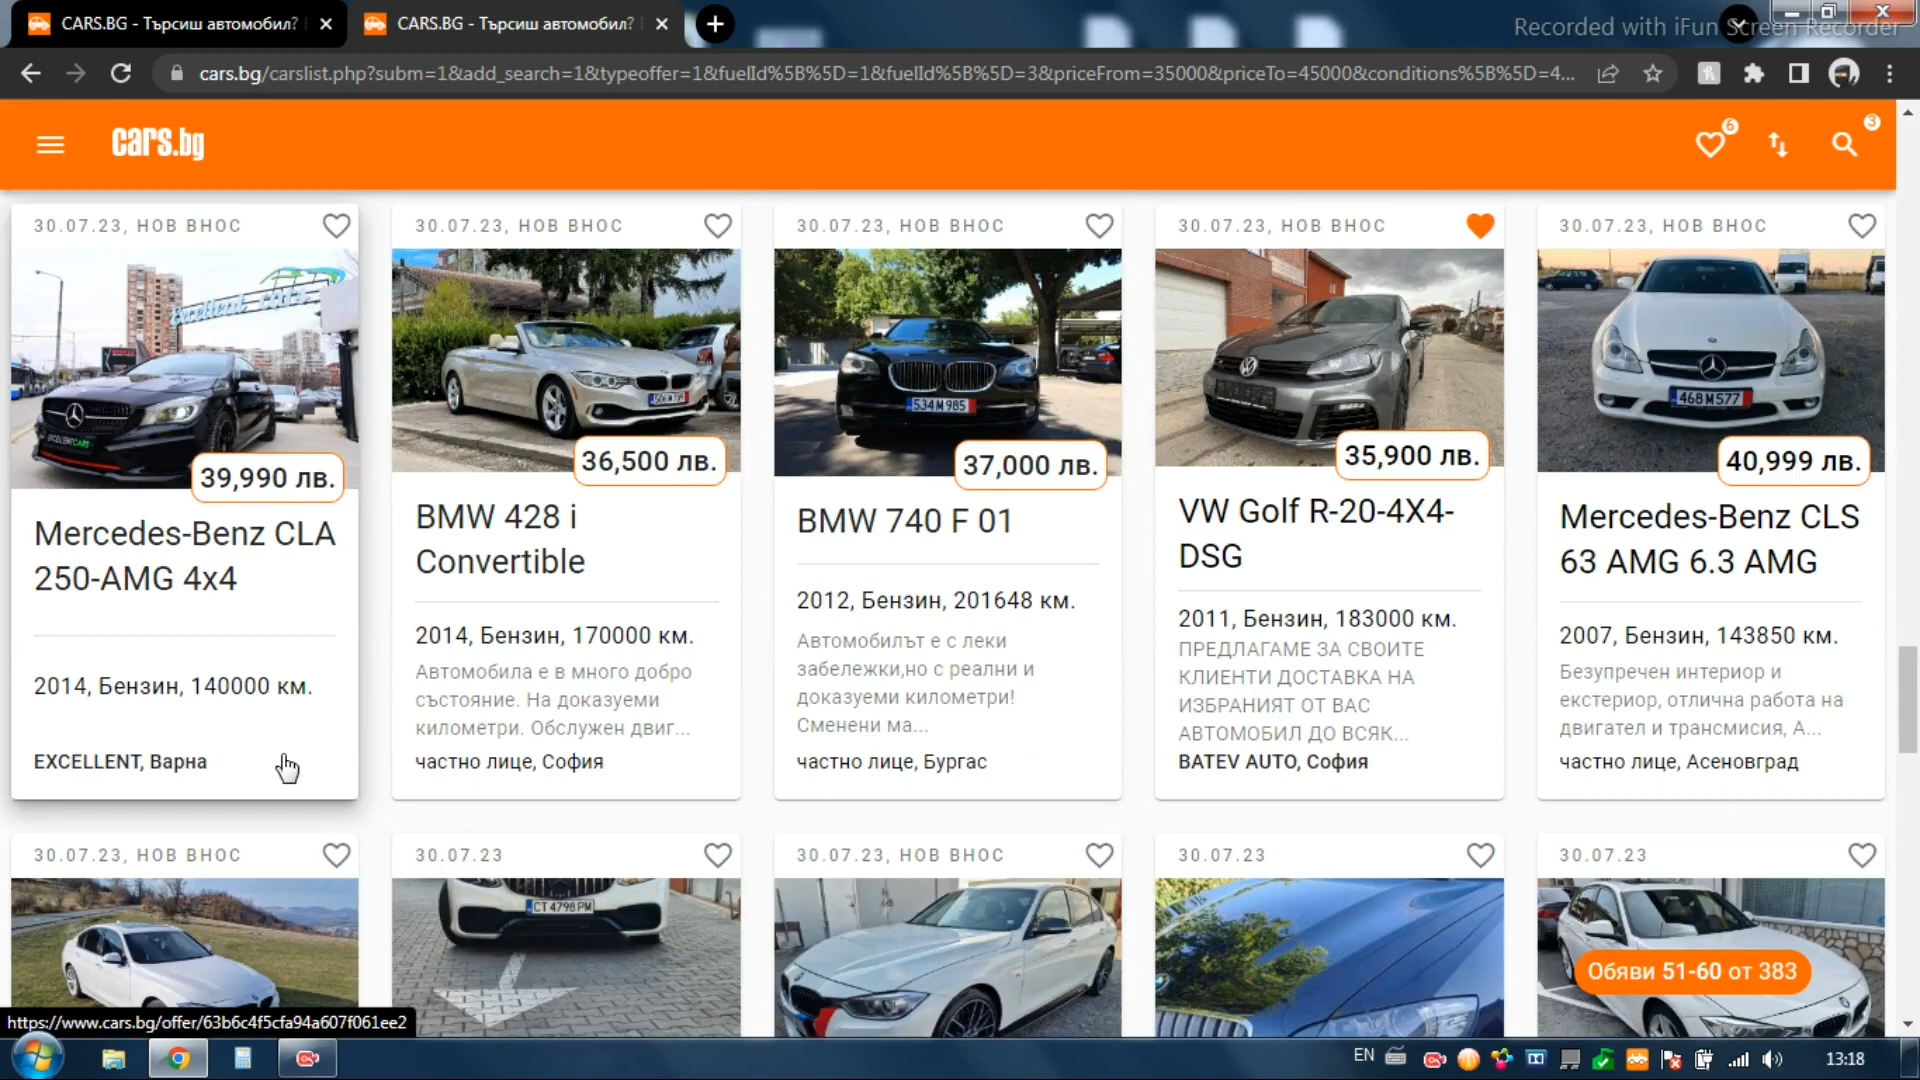 CARS.BG - Търсиш автомобил?
CARS.BG - Търсиш автомобил?
Recorded with iFun Screen Recorder
cars.bg/carslist.php?subm=1&add_search=1&typeoffer=1&fuelId%5B%5D=1&fuelId%5B%5D=3&priceFrom=35000&priceTo=45000&conditions%5B%5D=4...
cars.bg
6
3
30.07.23, НОВ ВНОС
Excellent cars
EXCELLENTCARS
39,990 лв.
Mercedes-Benz CLA
250-AMG 4x4
2014, Бензин, 140000 км.
EXCELLENT, Варна
30.07.23, НОВ ВНОС
36,500 лв.
BMW 428 i
Convertible
2014, Бензин, 170000 км.
Автомобила е в много добро
състояние. На доказуеми
километри. Обслужен двиг...
частно лице, София
30.07.23, НОВ ВНОС
534M985
37,000 лв.
BMW 740 F 01
2012, Бензин, 201648 км.
Автомобилът е с леки
забележки,но с реални и
доказуеми километри!
Сменени ма...
частно лице, Бургас
30.07.23, НОВ ВНОС
35,900 лв.
VW Golf R-20-4X4-
DSG
2011, Бензин, 183000 км.
ПРЕДЛАГАМЕ ЗА СВОИТЕ
КЛИЕНТИ ДОСТАВКА НА
ИЗБРАНИЯТ ОТ ВАС
АВТОМОБИЛ ДО ВСЯК...
BATEV AUTO, София
30.07.23, НОВ ВНОС
468M577
40,999 лв.
Mercedes-Benz CLS
63 AMG 6.3 AMG
2007, Бензин, 143850 км.
Безупречен интериор и
екстериор, отлична работа на
двигател и трансмисия, А...
частно лице, Асеновград
30.07.23, НОВ ВНОС
30.07.23
CT4798PM
30.07.23, НОВ ВНОС
30.07.23
30.07.23
Обяви 51-60 от 383
https://www.cars.bg/offer/63b6c4f5cfa94a607f061ee2
EN
13:18